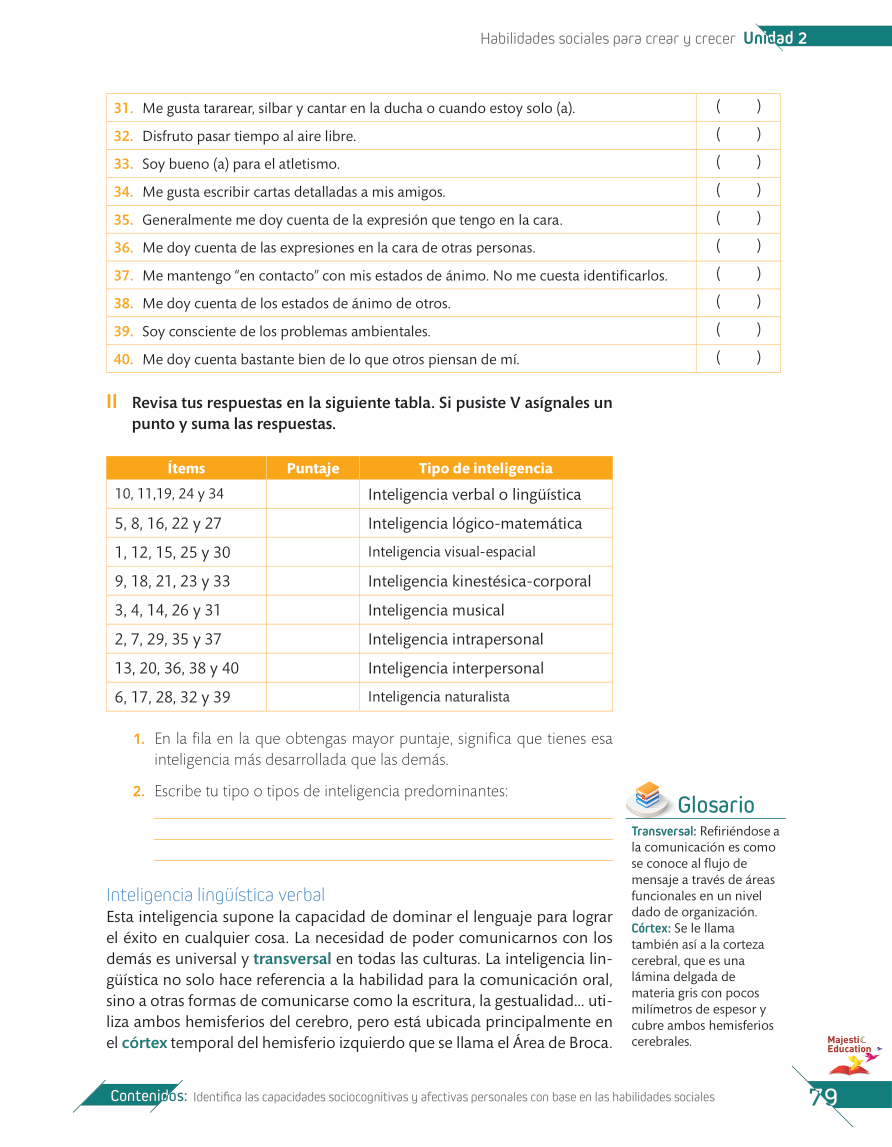 Habilidades sociales para crear y crecer Unidad 2
31. Me gusta tararear, silbar y cantar en la ducha o cuando estoy solo (a). ( )
32. Disfruto pasar tiempo al aire libre. ( )
33. Soy bueno (a) para el atletismo. ( )
34. Me gusta escribir cartas detalladas a mis amigos. ( )
35. Generalmente me doy cuenta de la expresión que tengo en la cara. ( )
36. Me doy cuenta de las expresiones en la cara de otras personas. ( )
37. Me mantengo “en contacto” con mis estados de ánimo. No me cuesta identificarlos. ( )
38. Me doy cuenta de los estados de ánimo de otros. ( )
39. Soy consciente de los problemas ambientales. ( )
40. Me doy cuenta bastante bien de lo que otros piensan de mí. ( )
II Revisa tus respuestas en la siguiente tabla. Si pusiste V asígnales un
punto y suma las respuestas.
Ítems Puntaje Tipo de inteligencia
10, 11,19, 24 y 34 Inteligencia verbal o lingüística
5, 8, 16, 22 y 27 Inteligencia lógico-matemática
1, 12, 15, 25 y 30 Inteligencia visual-espacial
9, 18, 21, 23 y 33 Inteligencia kinestésica-corporal
3, 4, 14, 26 y 31 Inteligencia musical
2, 7, 29, 35 y 37 Inteligencia intrapersonal
13, 20, 36, 38 y 40 Inteligencia interpersonal
6, 17, 28, 32 y 39 Inteligencia naturalista
1. En la fila en la que obtengas mayor puntaje, significa que tienes esa
inteligencia más desarrollada que las demás.
2. Escribe tu tipo o tipos de inteligencia predominantes:
Inteligencia lingüística verbal
Esta inteligencia supone la capacidad de dominar el lenguaje para lograr
el éxito en cualquier cosa. La necesidad de poder comunicarnos con los
demás es universal y transversal en todas las culturas. La inteligencia lin-
güística no solo hace referencia a la habilidad para la comunicación oral,
sino a otras formas de comunicarse como la escritura, la gestualidad... uti-
liza ambos hemisferios del cerebro, pero está ubicada principalmente en
el córtex temporal del hemisferio izquierdo que se llama el Área de Broca.
Glosario
Transversal: Refiriéndose a
la comunicación es como
se conoce al flujo de
mensaje a través de áreas
funcionales en un nivel
dado de organización.
Córtex: Se le llama
también así a la corteza
cerebral, que es una
lámina delgada de
materia gris con pocos
milímetros de espesor y
cubre ambos hemisferios
cerebrales.
Majestic
Education
Contenidos: Identifica las capacidades sociocognitivas y afectivas personales con base en las habilidades sociales
79